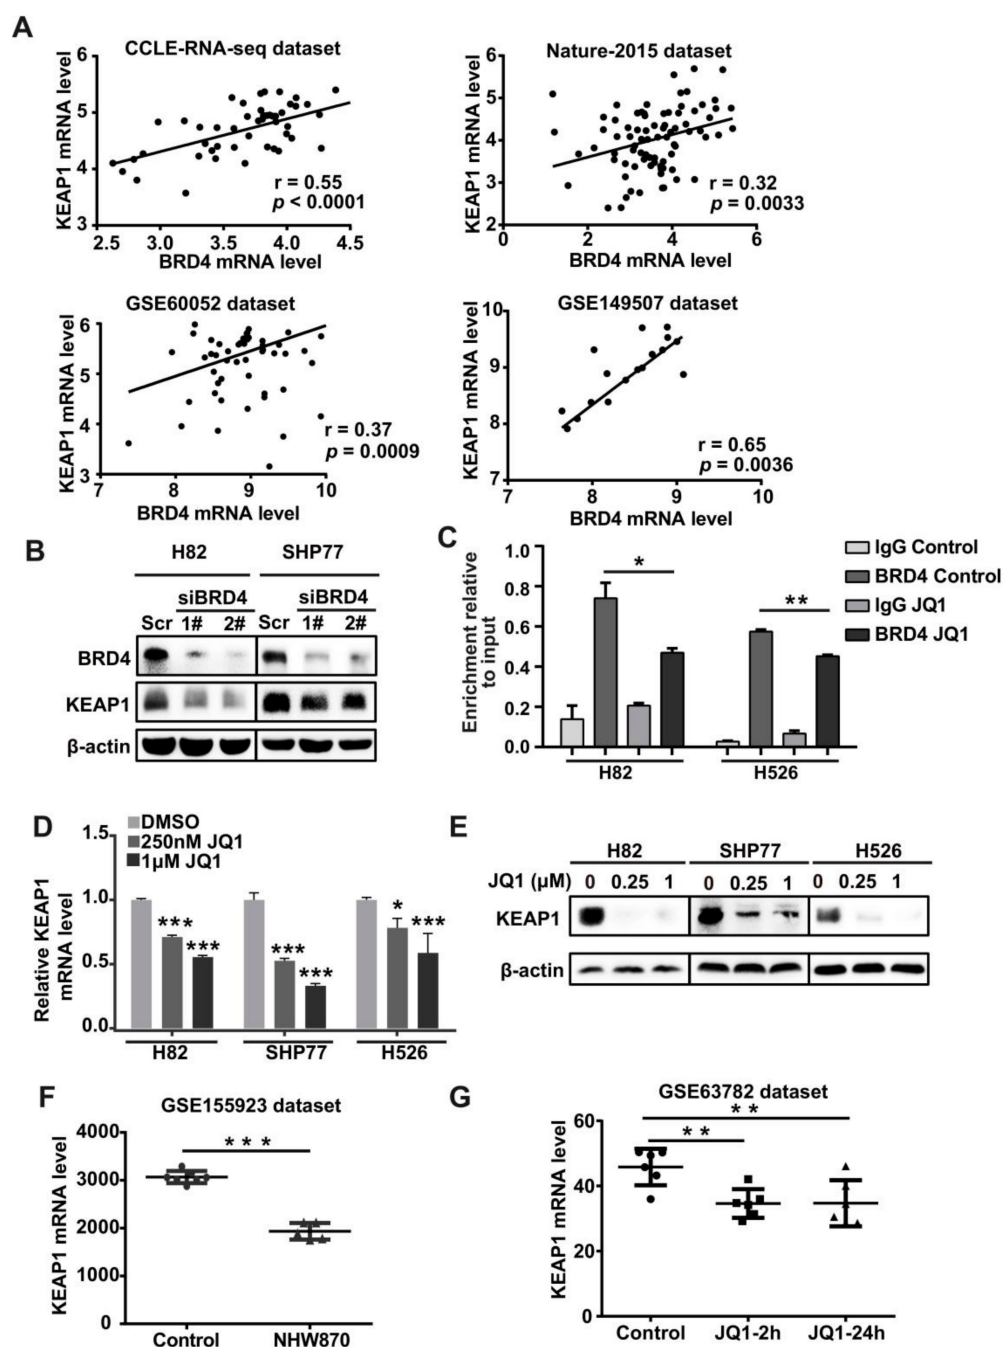 A
CCLE-RNA-seq dataset
KEAP1 mRNA level
6
5
4
3
2.5 3.0 3.5 4.0 4.5
BRD4 mRNA level
r = 0.55
p < 0.0001
Nature-2015 dataset
KEAP1 mRNA level
6
5
4
3
2
0 2 4 6
BRD4 mRNA level
r = 0.32
p = 0.0033
GSE60052 dataset
KEAP1 mRNA level
6
5
4
3
7 8 9 10
BRD4 mRNA level
r = 0.37
p = 0.0009
GSE149507 dataset
KEAP1 mRNA level
10
9
8
7
7 8 9 10
BRD4 mRNA level
r = 0.65
p = 0.0036
B
H82 SHP77
siBRD4 siBRD4
Scr 1# 2# Scr 1# 2#
BRD4
KEAP1
β-actin
C
Enrichment relative
to input
1.0
0.8
0.6
0.4
0.2
0.0
*
**
H82 H526
IgG Control
BRD4 Control
IgG JQ1
BRD4 JQ1
D
DMSO
250nM JQ1
1μM JQ1
Relative KEAP1
mRNA level
1.5
1.0
0.5
0.0
*** *** *** *** * ***
H82 SHP77 H526
E
H82 SHP77 H526
JQ1 (μM) 0 0.25 1 0 0.25 1 0 0.25 1
KEAP1
β-actin
F
GSE155923 dataset
KEAP1 mRNA level
4000
3000
2000
1000
0
* * *
Control NHW870
G
GSE63782 dataset
KEAP1 mRNA level
60
40
20
0
* *
* *
Control JQ1-2h JQ1-24h